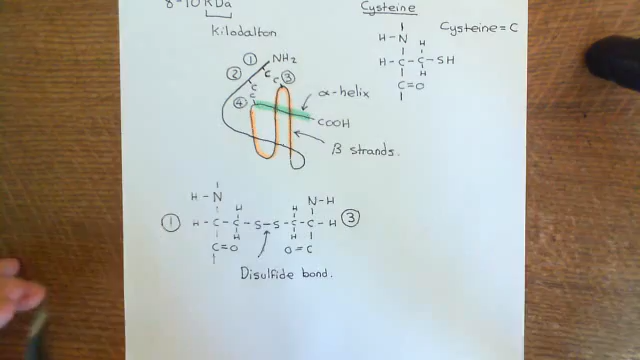 8-10 KDa
Kilodalton
Cysteine
Cysteine = C
H-N
H
H-C-C-SH
H
C=O
① NH2
②
C
C
③
C
C
④
α-helix
COOH
β strands.
H-N
N-H
H
H
① H-C-C-S-S-C-C-H ③
H
H
C=O
O=C
Disulfide bond.